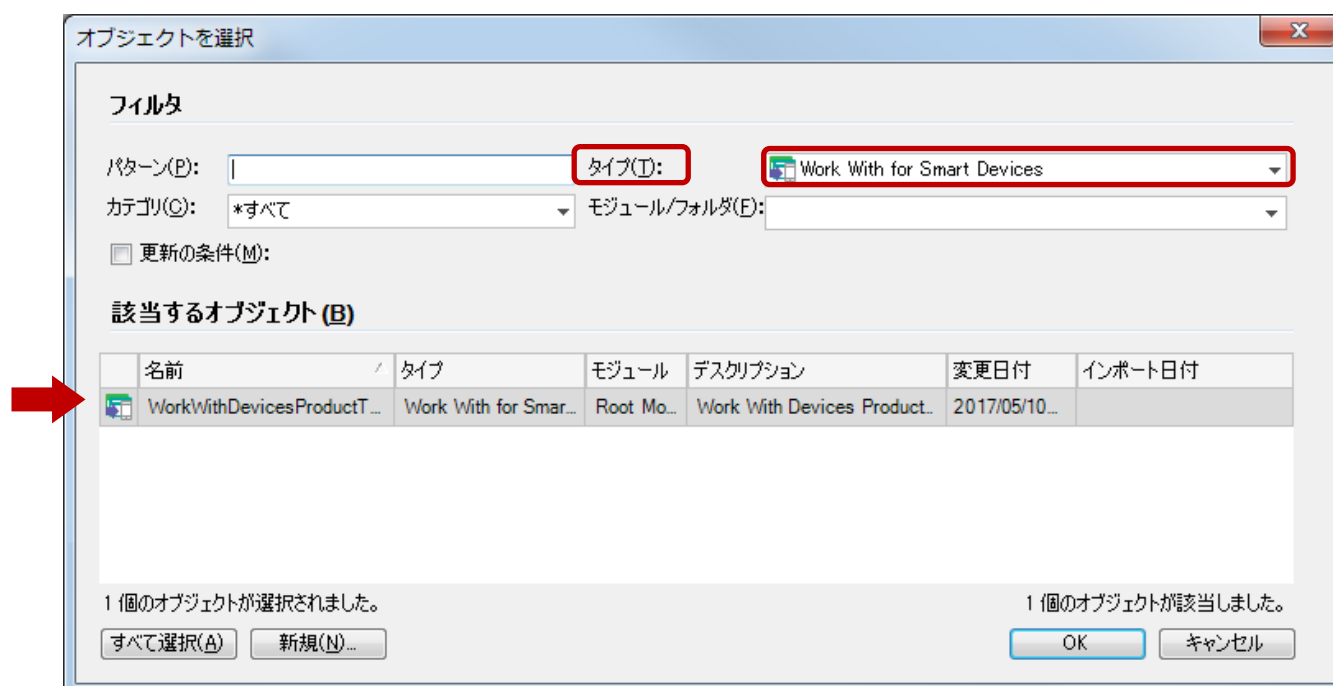 オブジェクトを選択
フィルタ
パターン(P): タイプ(T): Work With for Smart Devices
カテゴリ(C): *すべて モジュール/フォルダ(F):
更新の条件(M):
該当するオブジェクト(B)
名前 タイプ モジュール デスクリプション 変更日付 インポート日付
WorkWithDevicesProductT... Work With for Smar... Root Mo... Work With Devices Product... 2017/05/10...
1 個のオブジェクトが選択されました。 1 個のオブジェクトが該当しました。
すべて選択(A) 新規(N)... OK キャンセル